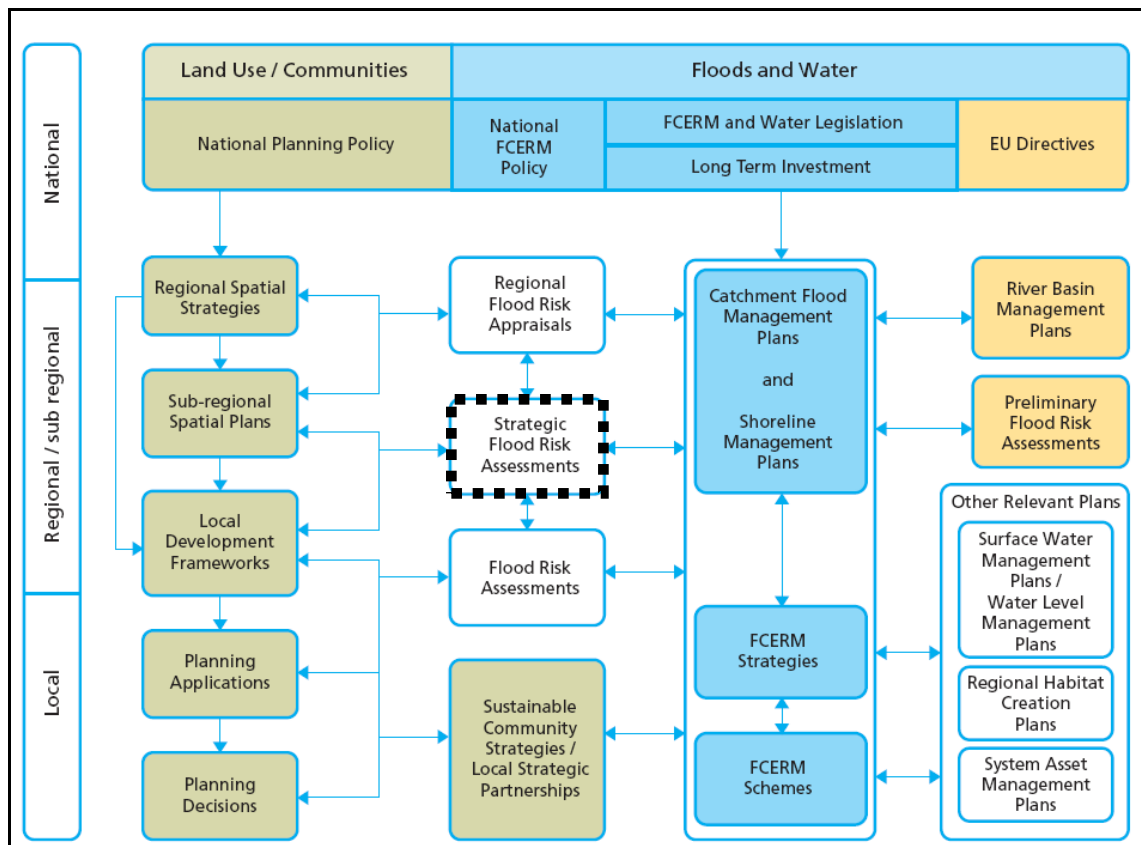 Land Use / Communities
Floods and Water
National Planning Policy
National
FCERM
Policy
FCERM and Water Legislation
Long Term Investment
EU Directives
National
Regional / sub regional
Local
Regional Spatial
Strategies
Sub-regional
Spatial Plans
Local
Development
Frameworks
Planning
Applications
Planning
Decisions
Regional
Flood Risk
Appraisals
Strategic
Flood Risk
Assessments
Flood Risk
Assessments
Sustainable
Community
Strategies /
Local Strategic
Partnerships
Catchment Flood
Management
Plans
and
Shoreline
Management
Plans
FCERM
Strategies
FCERM
Schemes
River Basin
Management
Plans
Preliminary
Flood Risk
Assessments
Other Relevant Plans
Surface Water
Management
Plans /
Water Level
Management
Plans
Regional Habitat
Creation
Plans
System Asset
Management
Plans